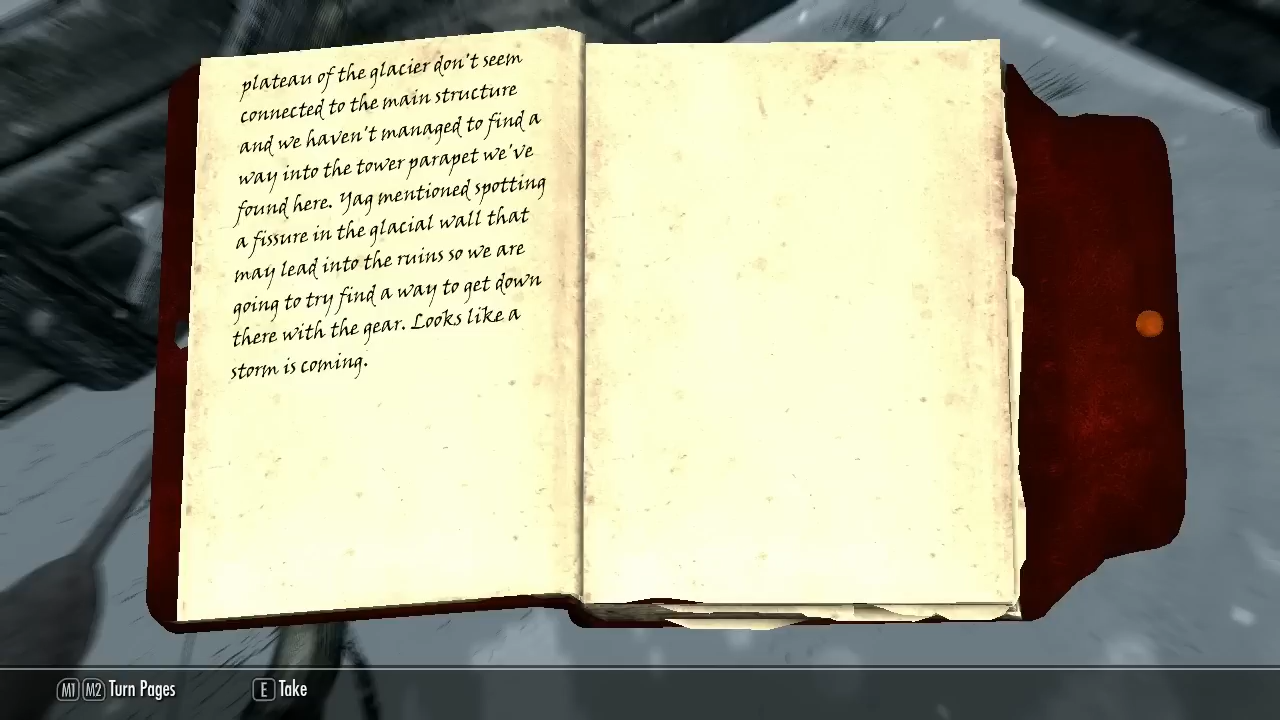 plateau of the glacier don't seem
connected to the main structure
and we haven't managed to find a
way into the tower parapet we've
found here. Yag mentioned spotting
a fissure in the glacial wall that
may lead into the ruins so we are
going to try find a way to get down
there with the gear. Looks like a
storm is coming.
M1 M2 Turn Pages E Take